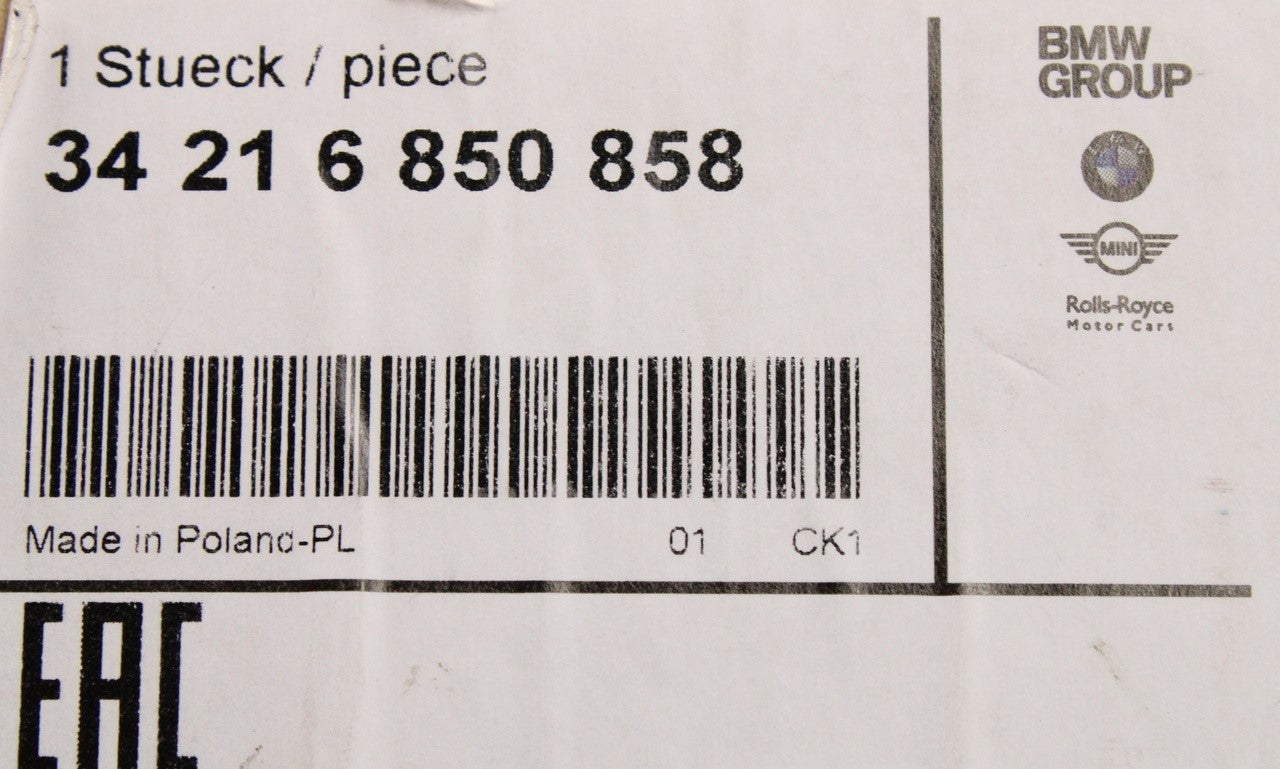 1 Stueck / piece
34 21 6 850 858
Made in Poland-PL 01 CK1
BMW
GROUP
MINI
Rolls-Royce
Motor Cars
EAC